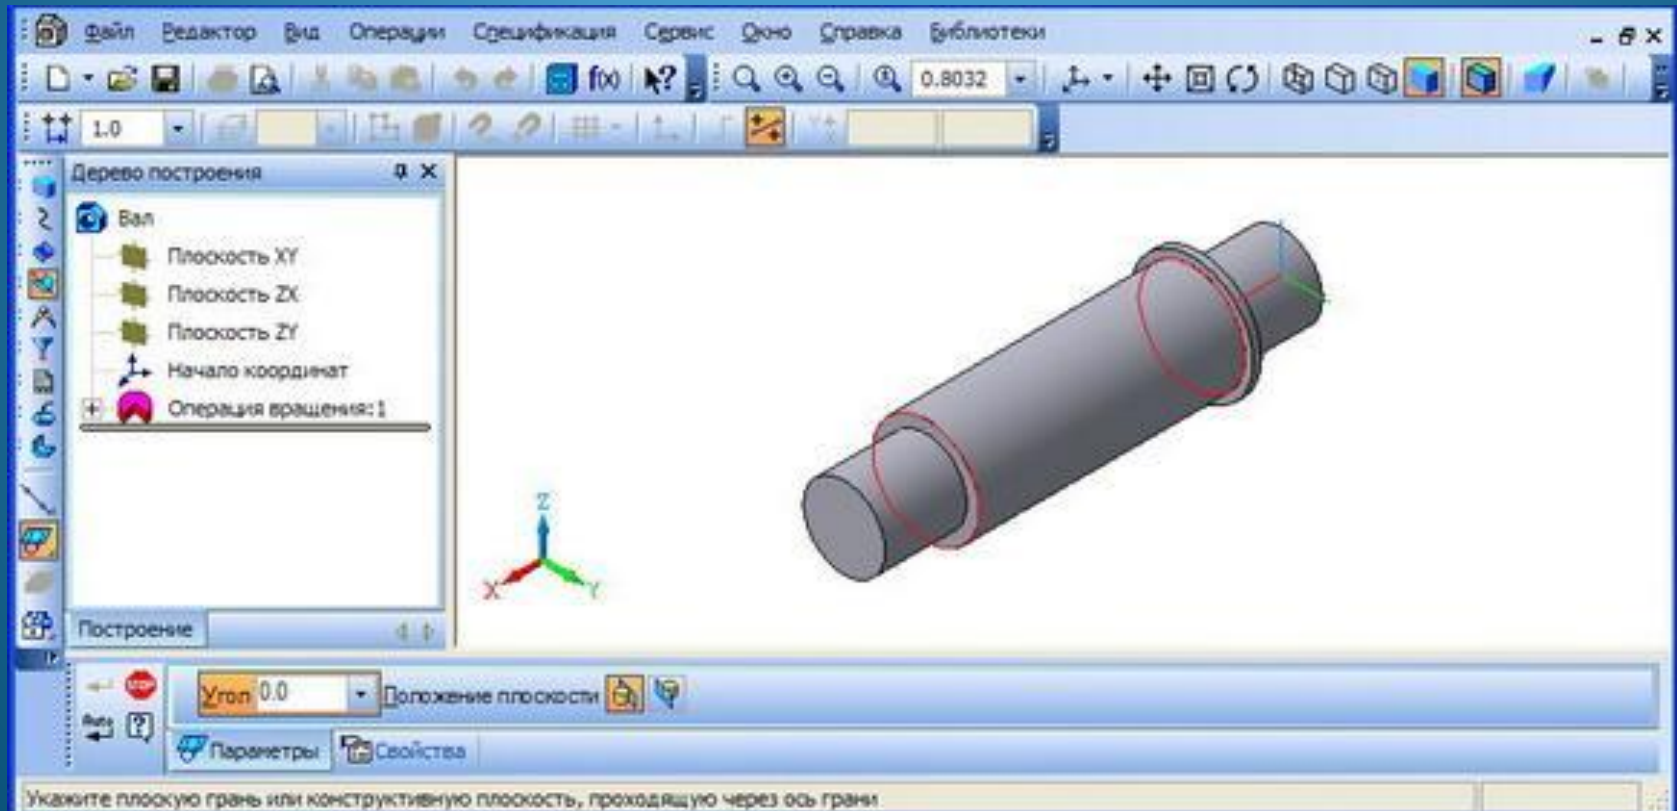 Файл Редактор Вид Операции Спецификация Сервис Окно Справка Библиотеки
f(x) ? 0.8032
1.0
Дерево построения
Вал
Плоскость XY
Плоскость ZX
Плоскость ZY
Начало координат
Операция вращения:1
Z
X Y
Построение
STOP Угол 0.0 Положение плоскости
Auto ?
Параметры Свойства
Укажите плоскую грань или конструктивную плоскость, проходящую через ось грани